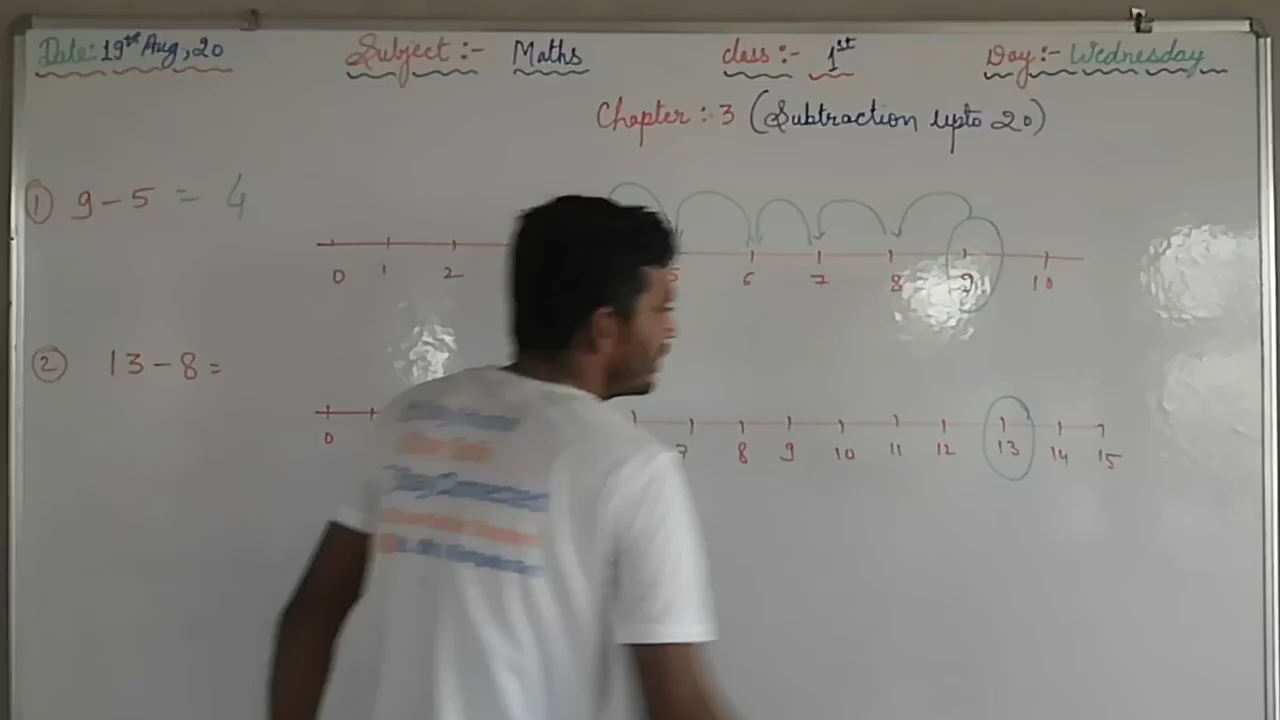 Date: 19th Aug, 20 Subject :- Maths class :- 1st Day :- Wednesday
Chapter :- 3 (Subtraction upto 20)
① 9 - 5 = 4
0 1 2 5 6 7 8 9 10
② 13 - 8 =
0 7 8 9 10 11 12 13 14 15